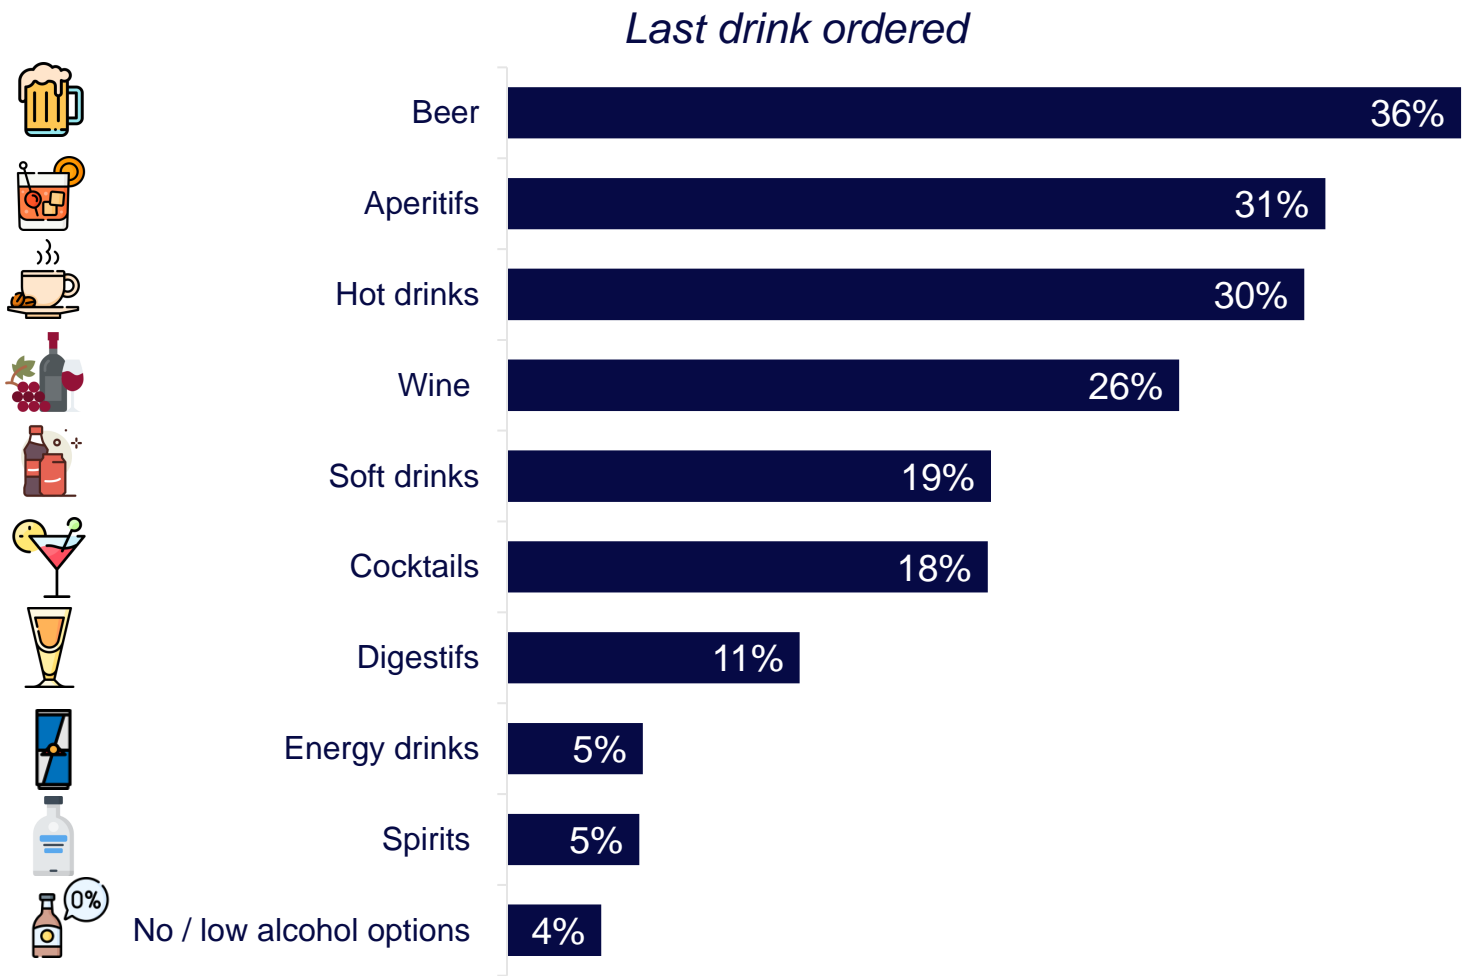 Last drink ordered
Beer 36%
Aperitifs 31%
Hot drinks 30%
Wine 26%
Soft drinks 19%
Cocktails 18%
Digestifs 11%
Energy drinks 5%
Spirits 5%
0%
No / low alcohol options 4%